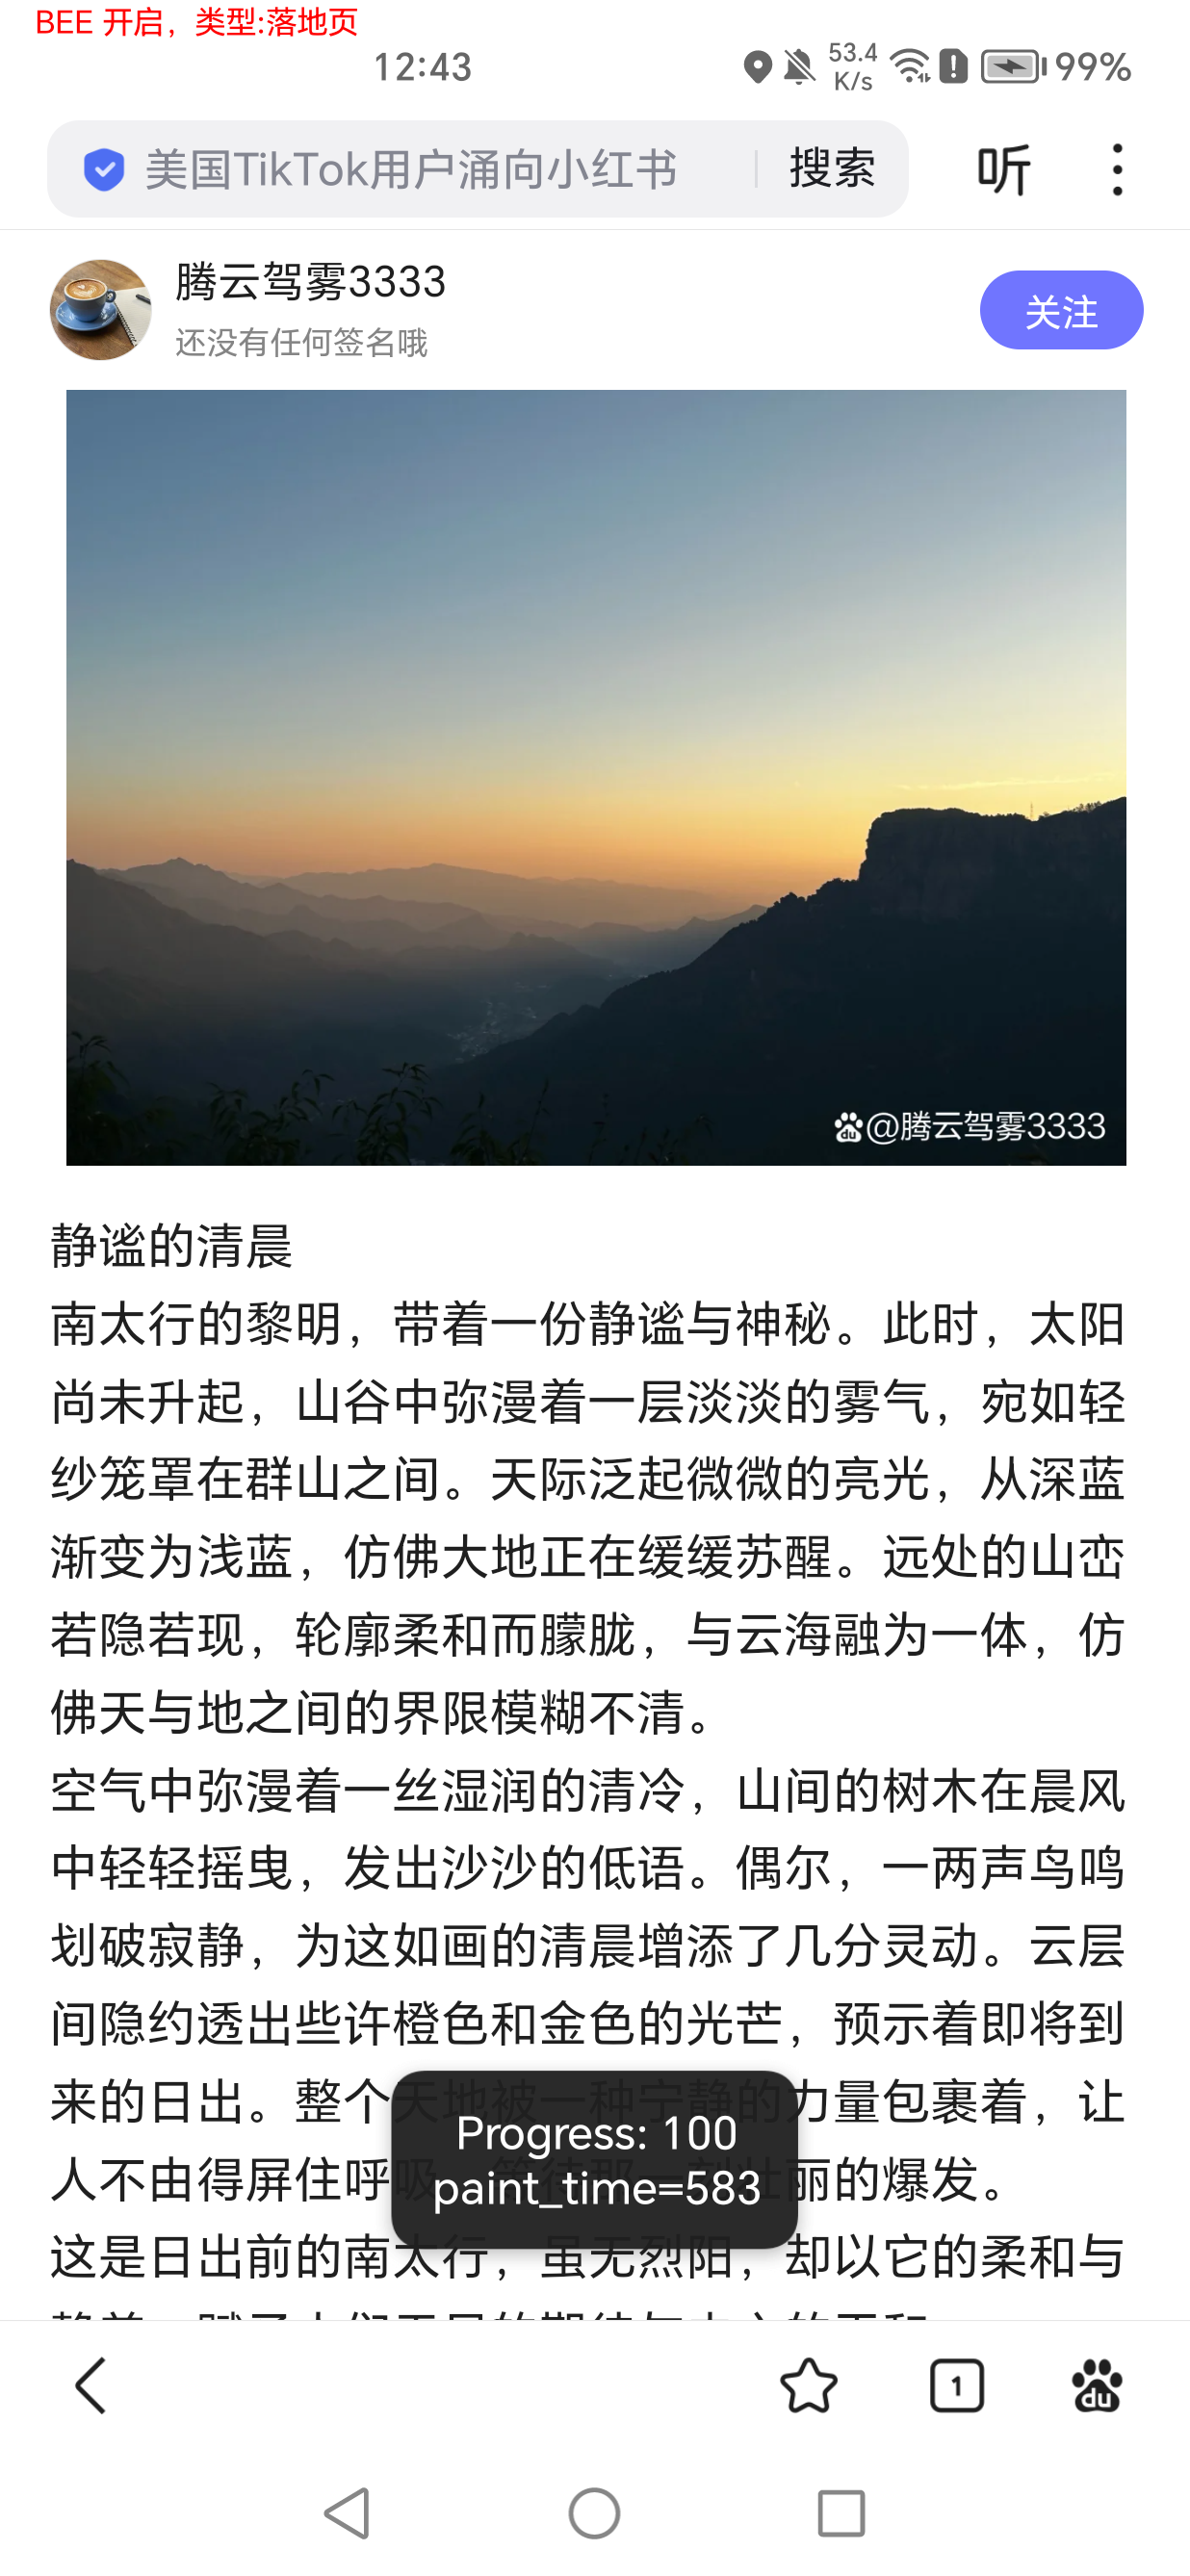 BEE 开启，类型:落地页
12:43
53.4
K/s
99%
美国TikTok用户涌向小红书
搜索
听
腾云驾雾3333
还没有任何签名哦
关注
du
@腾云驾雾3333
静谧的清晨
南太行的黎明，带着一份静谧与神秘。此时，太阳
尚未升起，山谷中弥漫着一层淡淡的雾气，宛如轻
纱笼罩在群山之间。天际泛起微微的亮光，从深蓝
渐变为浅蓝，仿佛大地正在缓缓苏醒。远处的山峦
若隐若现，轮廓柔和而朦胧，与云海融为一体，仿
佛天与地之间的界限模糊不清。
空气中弥漫着一丝湿润的清冷，山间的树木在晨风
中轻轻摇曳，发出沙沙的低语。偶尔，一两声鸟鸣
划破寂静，为这如画的清晨增添了几分灵动。云层
间隐约透出些许橙色和金色的光芒，预示着即将到
来的日出。整个天地被一种宁静的力量包裹着，让
Progress: 100
人不由得屏住呼吸 丽的爆发。
paint_time=583
这是日出前的南太行，虽无烈阳，却以它的柔和与
1
du